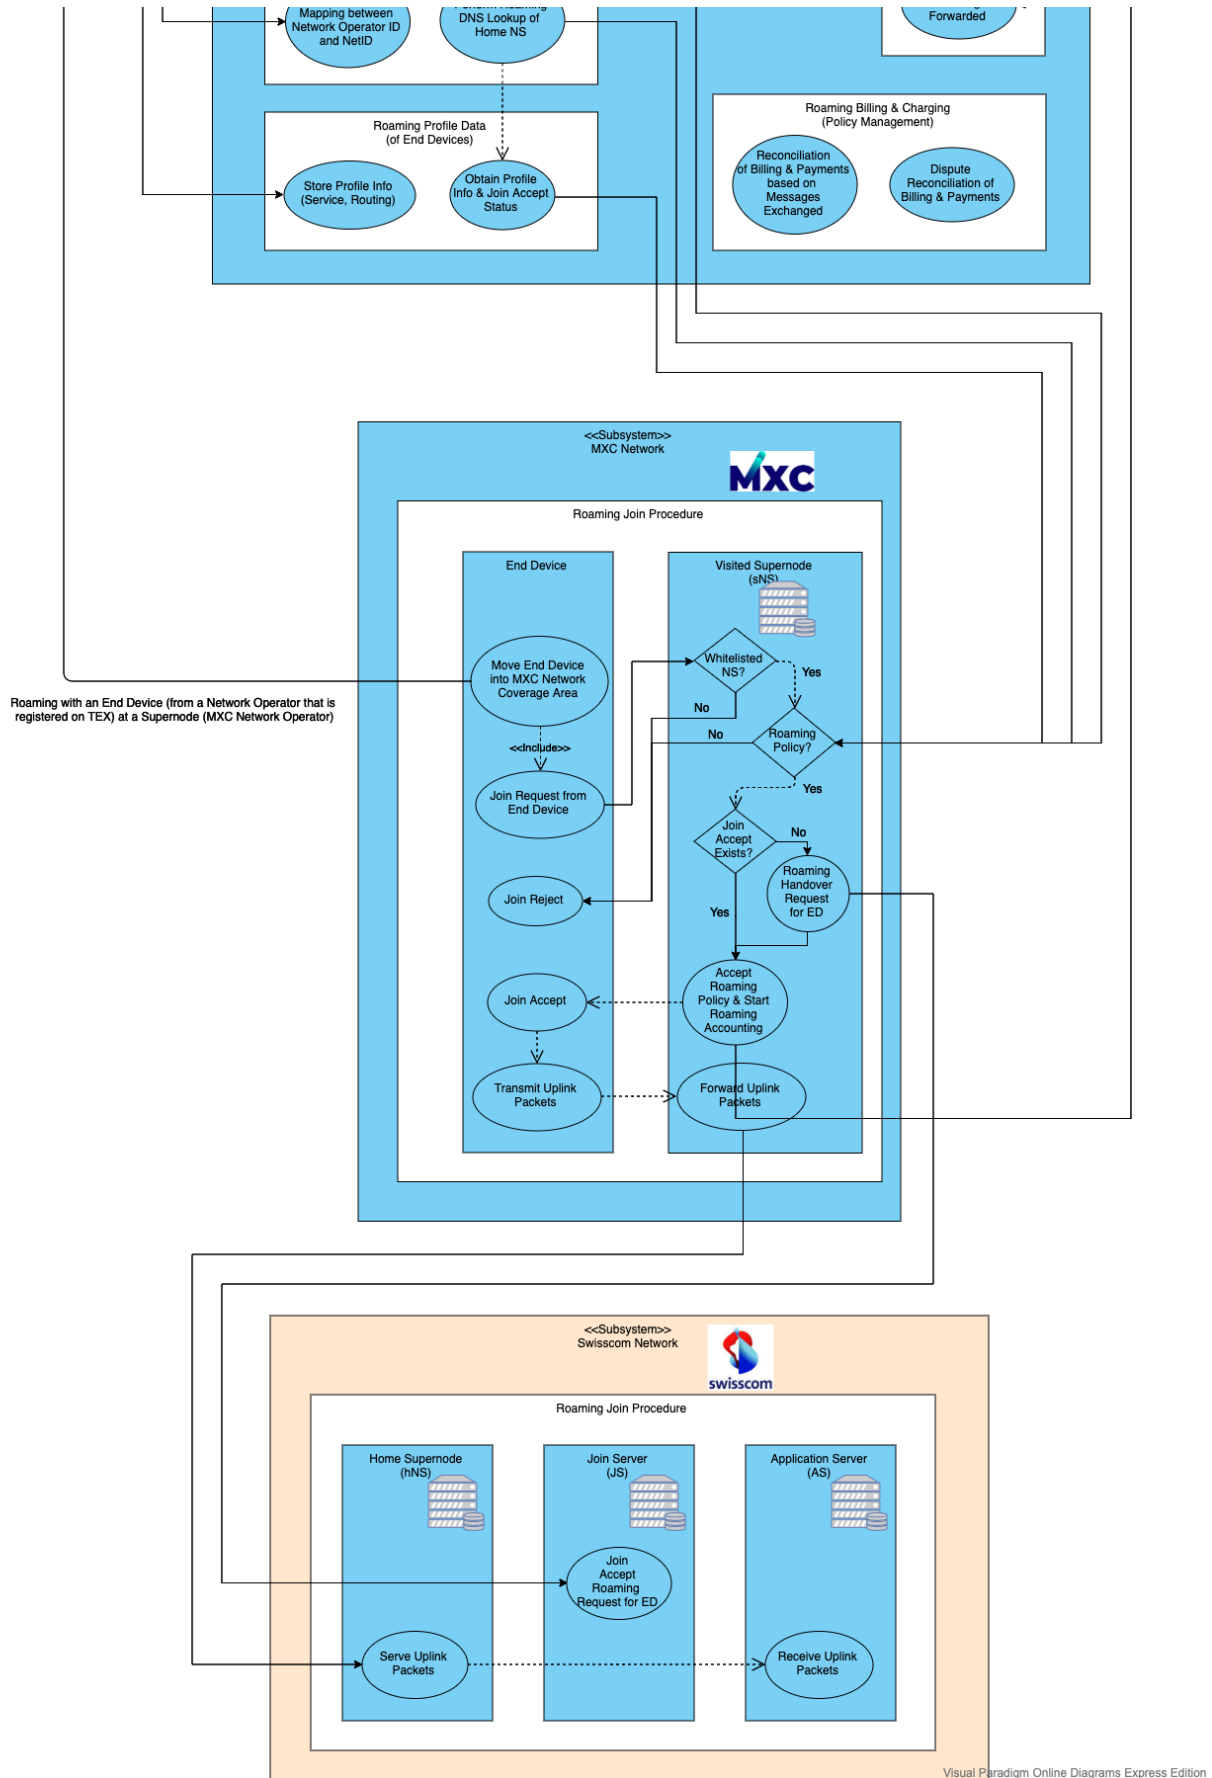 Mapping between
Network Operator ID
and NetID
DNS Lookup of
Home NS
Forwarded
Roaming Profile Data
(of End Devices)
Store Profile Info
(Service, Routing)
Obtain Profile
Info & Join Accept
Status
Roaming Billing & Charging
(Policy Management)
Reconciliation
of Billing & Payments
based on
Messages
Exchanged
Dispute
Reconciliation of
Billing & Payments
<<Subsystem>>
MXC Network
MXC
Roaming Join Procedure
End Device
Visited Supernode
(sNS)
Move End Device
into MXC Network
Coverage Area
Whitelisted
NS?
Yes
No
Roaming with an End Device (from a Network Operator that is
registered on TEX) at a Supernode (MXC Network Operator)
<<Include>>
No
Roaming
Policy?
Yes
Join Request from
End Device
Join
Accept
Exists?
No
Roaming
Handover
Request
for ED
Join Reject
Yes
Accept
Roaming
Policy & Start
Roaming
Accounting
Join Accept
Transmit Uplink
Packets
Forward Uplink
Packets
<<Subsystem>>
Swisscom Network
swisscom
Roaming Join Procedure
Home Supernode
(hNS)
Join Server
(JS)
Application Server
(AS)
Join
Accept
Roaming
Request for ED
Serve Uplink
Packets
Receive Uplink
Packets
Visual Paradigm Online Diagrams Express Edition